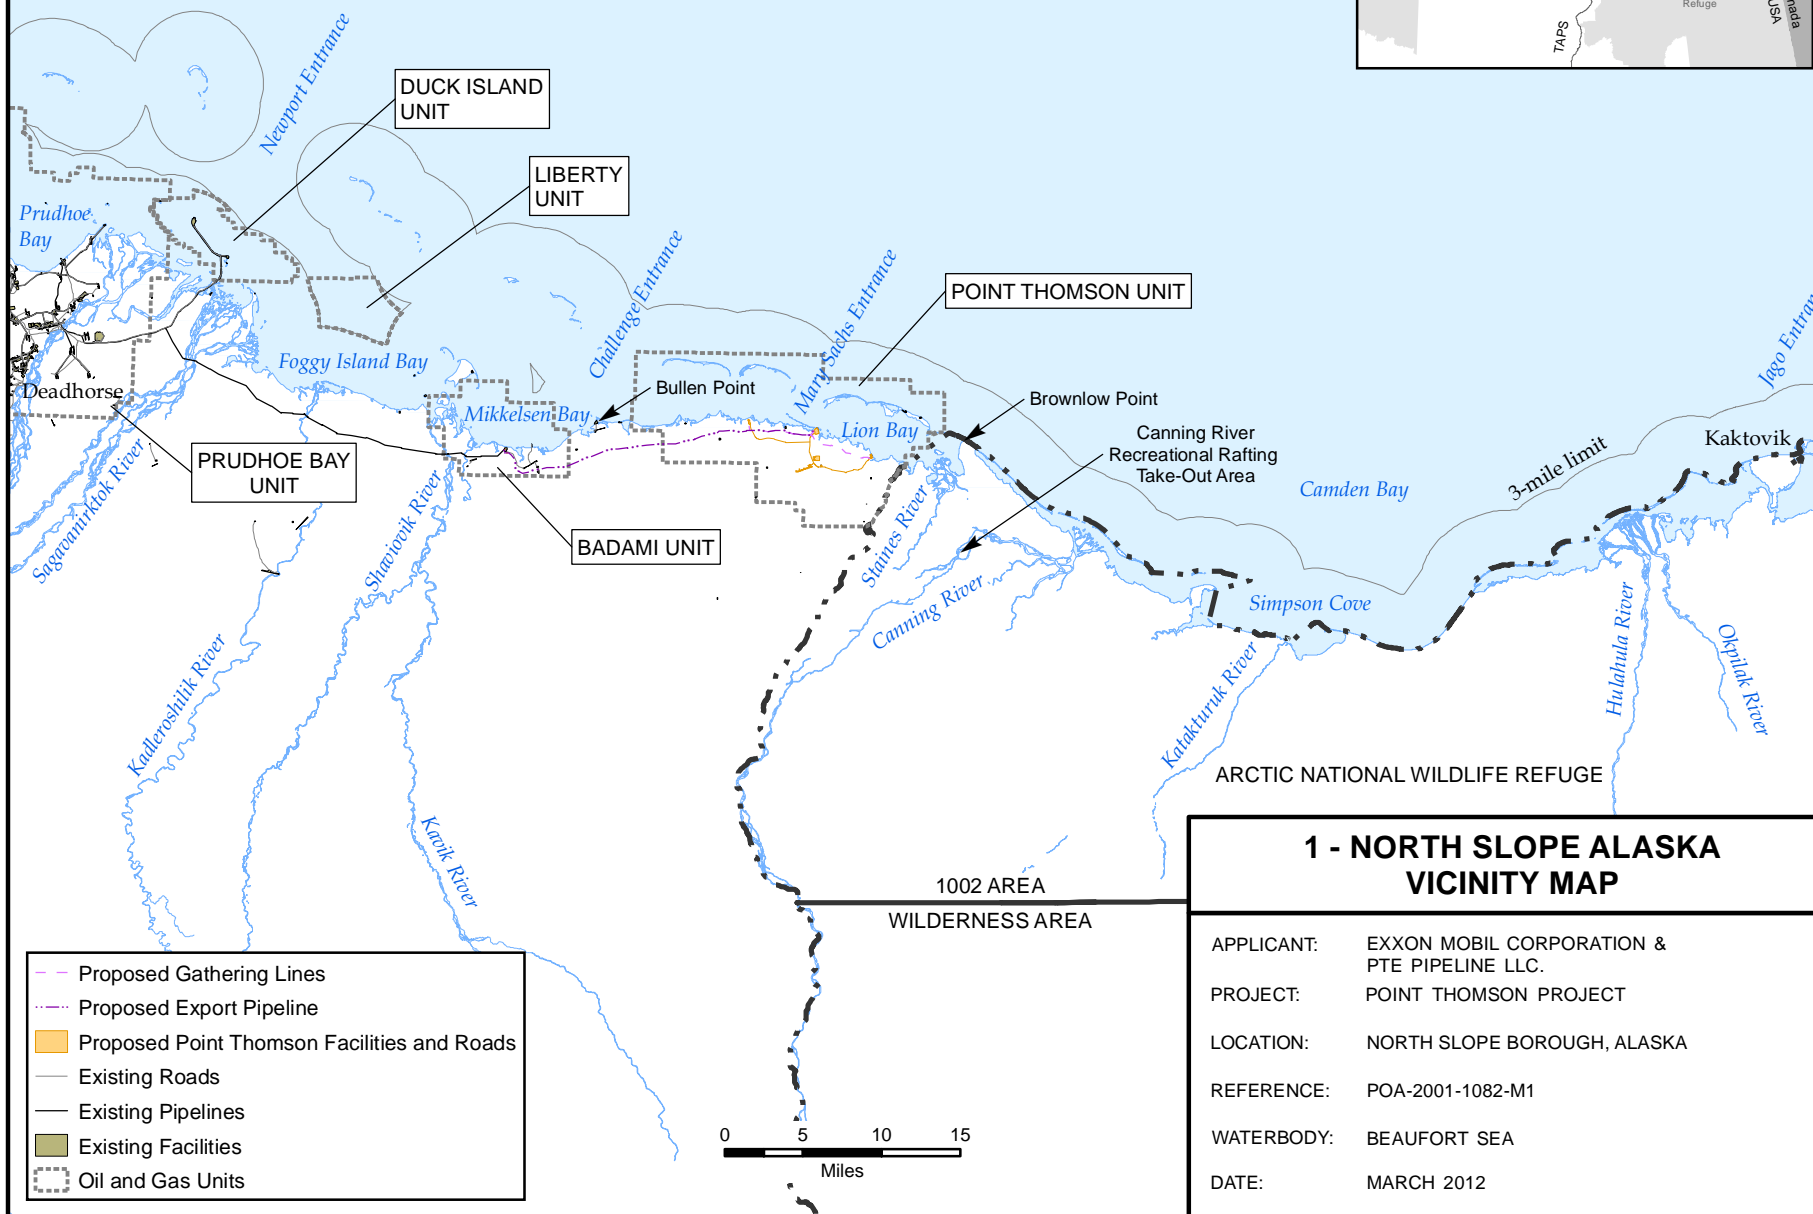 Refuge
TAPS
USA
nada
Newport Entrance
DUCK ISLAND
UNIT
LIBERTY
UNIT
Prudhoe
Bay
Challenge Entrance
Mary Sachs Entrance
POINT THOMSON UNIT
Jago Entran
Foggy Island Bay
Deadhorse
Mikkelsen Bay
Bullen Point
Lion Bay
Brownlow Point
Canning River
Recreational Rafting
Take-Out Area
Camden Bay
3-mile limit
Kaktovik
PRUDHOE BAY
UNIT
Sagavanirktok River
Shaviovik River
BADAMI UNIT
Staines River
Canning River
Simpson Cove
Kadleroshilik River
Katakturuk River
Hulahula River
Okpilak River
Kavik River
ARCTIC NATIONAL WILDLIFE REFUGE
1002 AREA
WILDERNESS AREA
1 - NORTH SLOPE ALASKA
VICINITY MAP
APPLICANT: EXXON MOBIL CORPORATION &
PTE PIPELINE LLC.
PROJECT: POINT THOMSON PROJECT
LOCATION: NORTH SLOPE BOROUGH, ALASKA
REFERENCE: POA-2001-1082-M1
WATERBODY: BEAUFORT SEA
DATE: MARCH 2012
Proposed Gathering Lines
Proposed Export Pipeline
Proposed Point Thomson Facilities and Roads
Existing Roads
Existing Pipelines
Existing Facilities
Oil and Gas Units
0 5 10 15
Miles